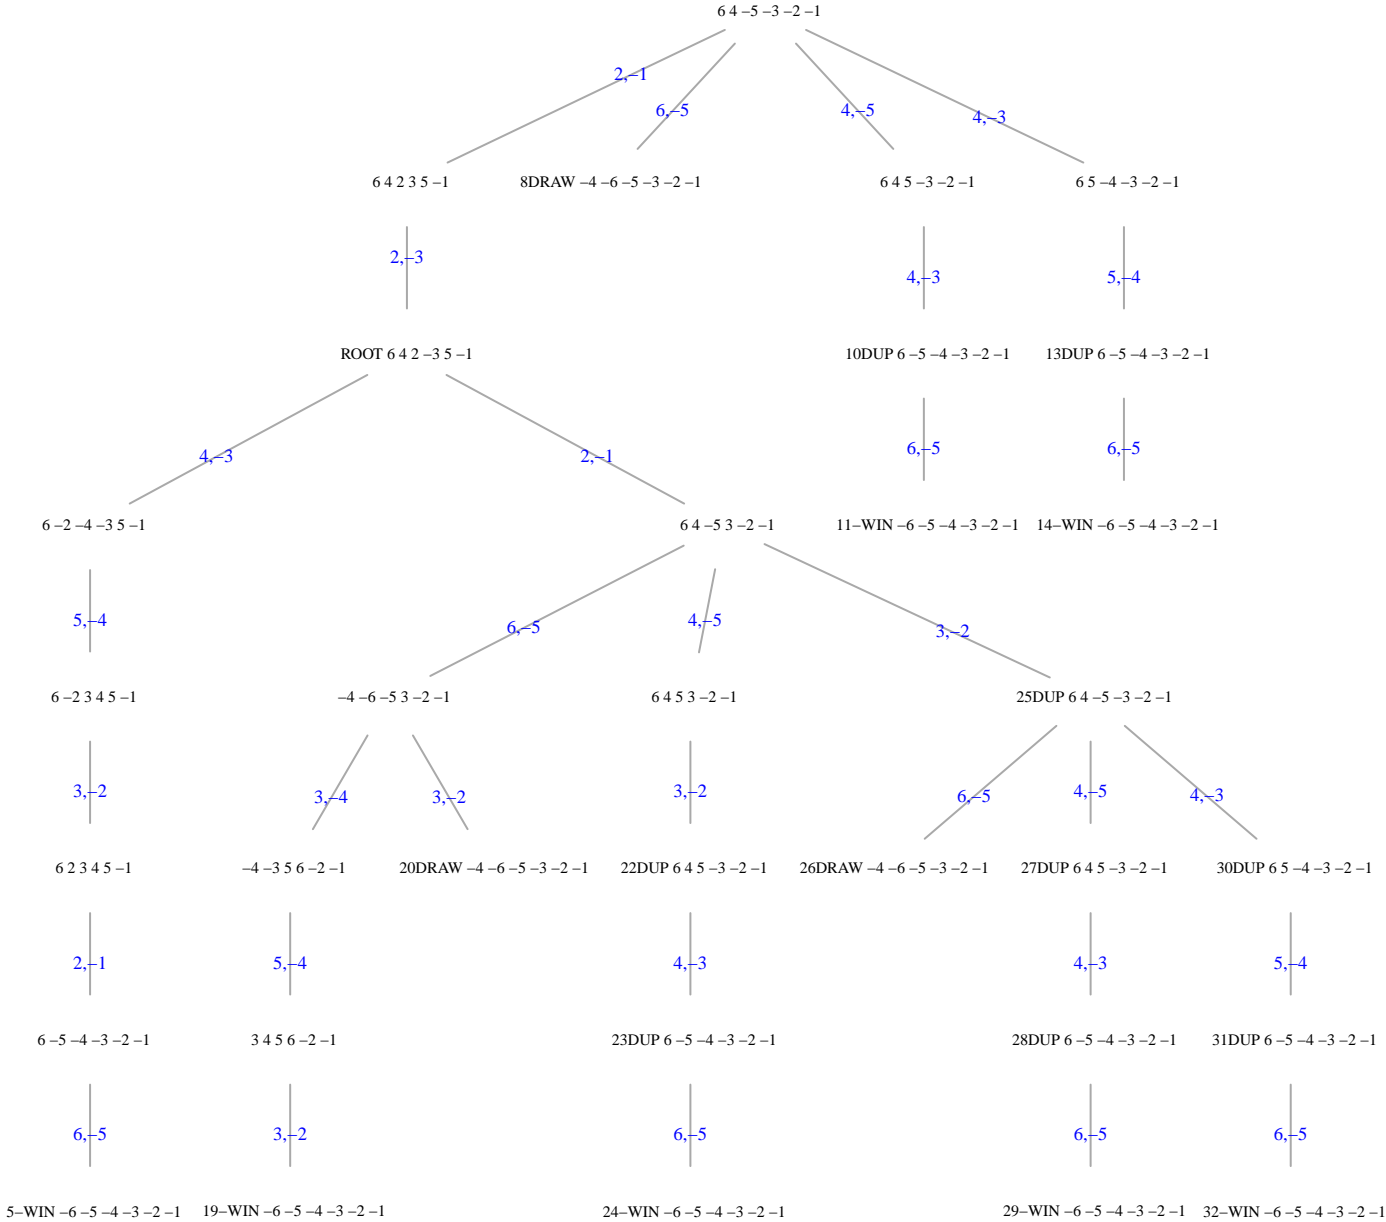 6 4 –5 –3 –2 –1
2,–1
6,–5
4,–5
4,–3
6 4 2 3 5 –1
8DRAW –4 –6 –5 –3 –2 –1
6 4 5 –3 –2 –1
6 5 –4 –3 –2 –1
2,–3
4,–3
5,–4
ROOT 6 4 2 –3 5 –1
10DUP 6 –5 –4 –3 –2 –1
13DUP 6 –5 –4 –3 –2 –1
4,–3
2,–1
6,–5
6,–5
6 –2 –4 –3 5 –1
6 4 –5 3 –2 –1
11–WIN –6 –5 –4 –3 –2 –1
14–WIN –6 –5 –4 –3 –2 –1
5,–4
6,–5
4,–5
3,–2
6 –2 3 4 5 –1
–4 –6 –5 3 –2 –1
6 4 5 3 –2 –1
25DUP 6 4 –5 –3 –2 –1
3,–2
3,–4
3,–2
3,–2
6,–5
4,–5
4,–3
6 2 3 4 5 –1
–4 –3 5 6 –2 –1
20DRAW –4 –6 –5 –3 –2 –1
22DUP 6 4 5 –3 –2 –1
26DRAW –4 –6 –5 –3 –2 –1
27DUP 6 4 5 –3 –2 –1
30DUP 6 5 –4 –3 –2 –1
2,–1
5,–4
4,–3
4,–3
5,–4
6 –5 –4 –3 –2 –1
3 4 5 6 –2 –1
23DUP 6 –5 –4 –3 –2 –1
28DUP 6 –5 –4 –3 –2 –1
31DUP 6 –5 –4 –3 –2 –1
6,–5
3,–2
6,–5
6,–5
6,–5
5–WIN –6 –5 –4 –3 –2 –1
19–WIN –6 –5 –4 –3 –2 –1
24–WIN –6 –5 –4 –3 –2 –1
29–WIN –6 –5 –4 –3 –2 –1
32–WIN –6 –5 –4 –3 –2 –1